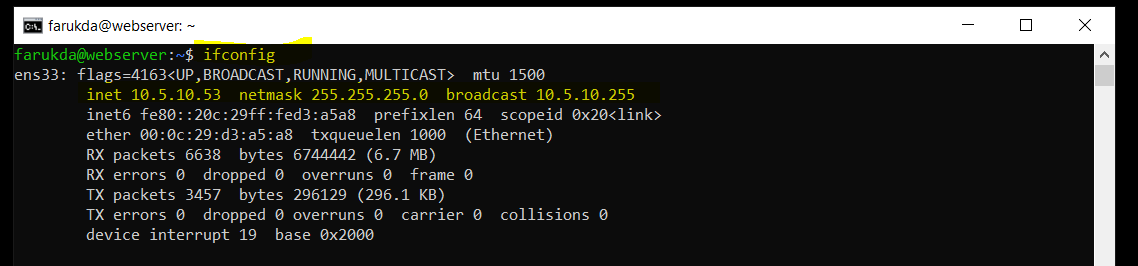 farukda@webserver: ~
farukda@webserver:~$ ifconfig
ens33: flags=4163<UP,BROADCAST,RUNNING,MULTICAST>  mtu 1500
        inet 10.5.10.53  netmask 255.255.255.0  broadcast 10.5.10.255
        inet6 fe80::20c:29ff:fed3:a5a8  prefixlen 64  scopeid 0x20<link>
        ether 00:0c:29:d3:a5:a8  txqueuelen 1000  (Ethernet)
        RX packets 6638  bytes 6744442 (6.7 MB)
        RX errors 0  dropped 0  overruns 0  frame 0
        TX packets 3457  bytes 296129 (296.1 KB)
        TX errors 0  dropped 0 overruns 0  carrier 0  collisions 0
        device interrupt 19  base 0x2000